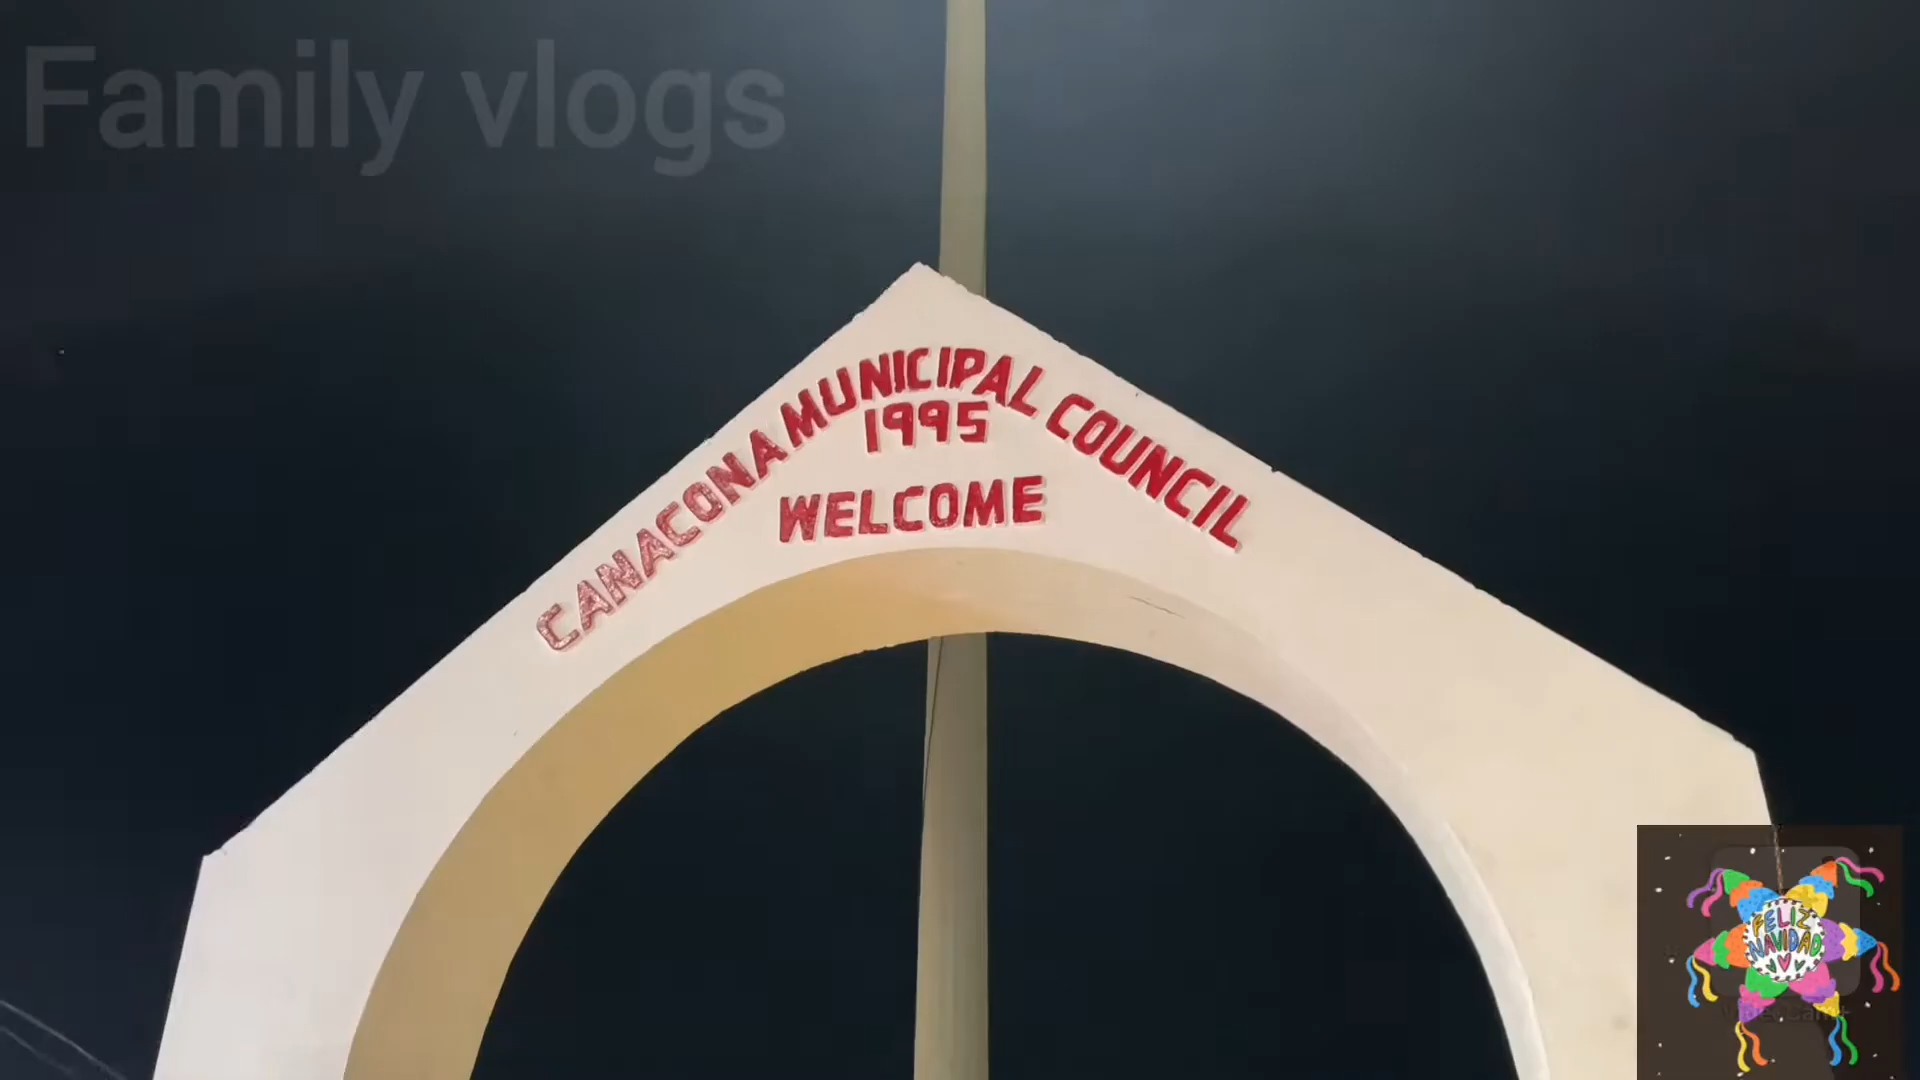 Family vlogs
CANACONA MUNICIPAL COUNCIL
1995
WELCOME
FELIZ
NAVIDAD